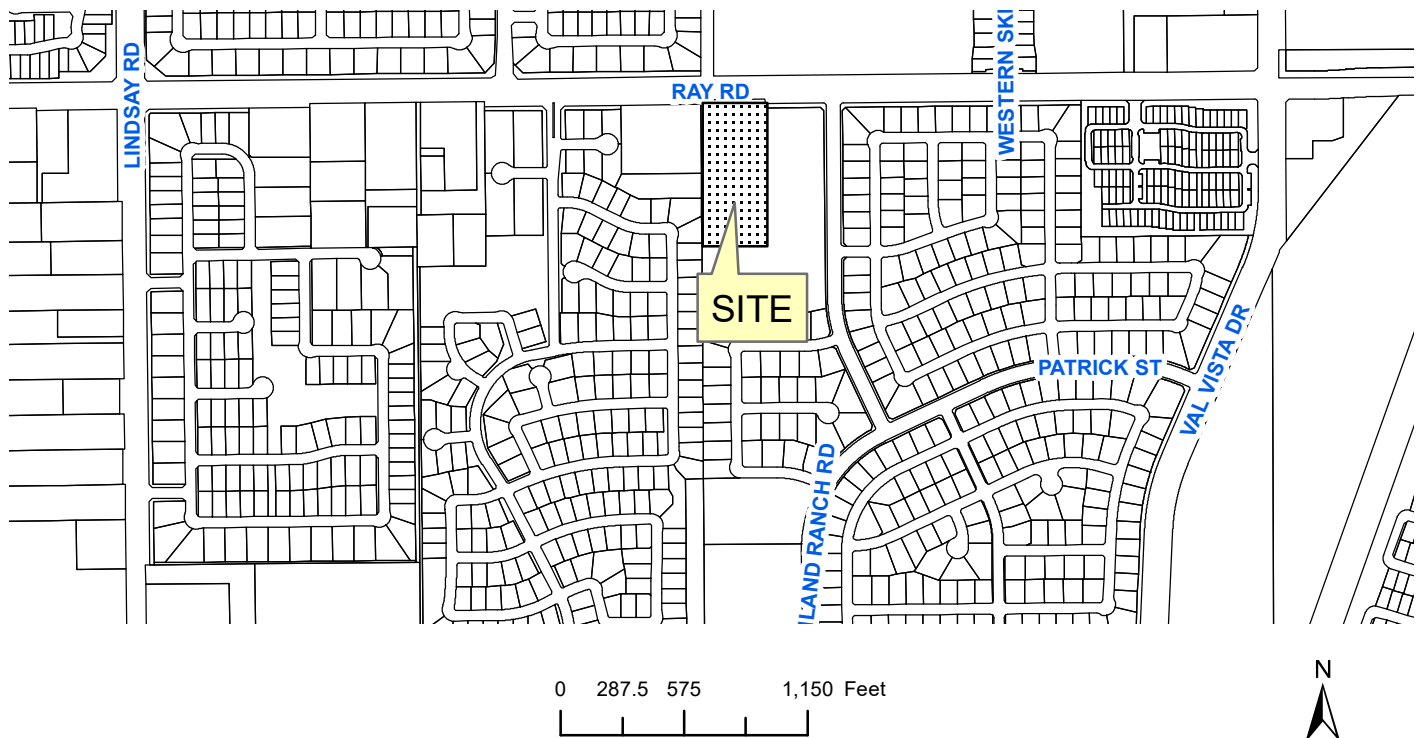 LINDSAY RD
RAY RD
WESTERN SKI
SITE
PATRICK ST
VAL VISTA DR
ILAND RANCH RD
0 287.5 575 1,150 Feet
N